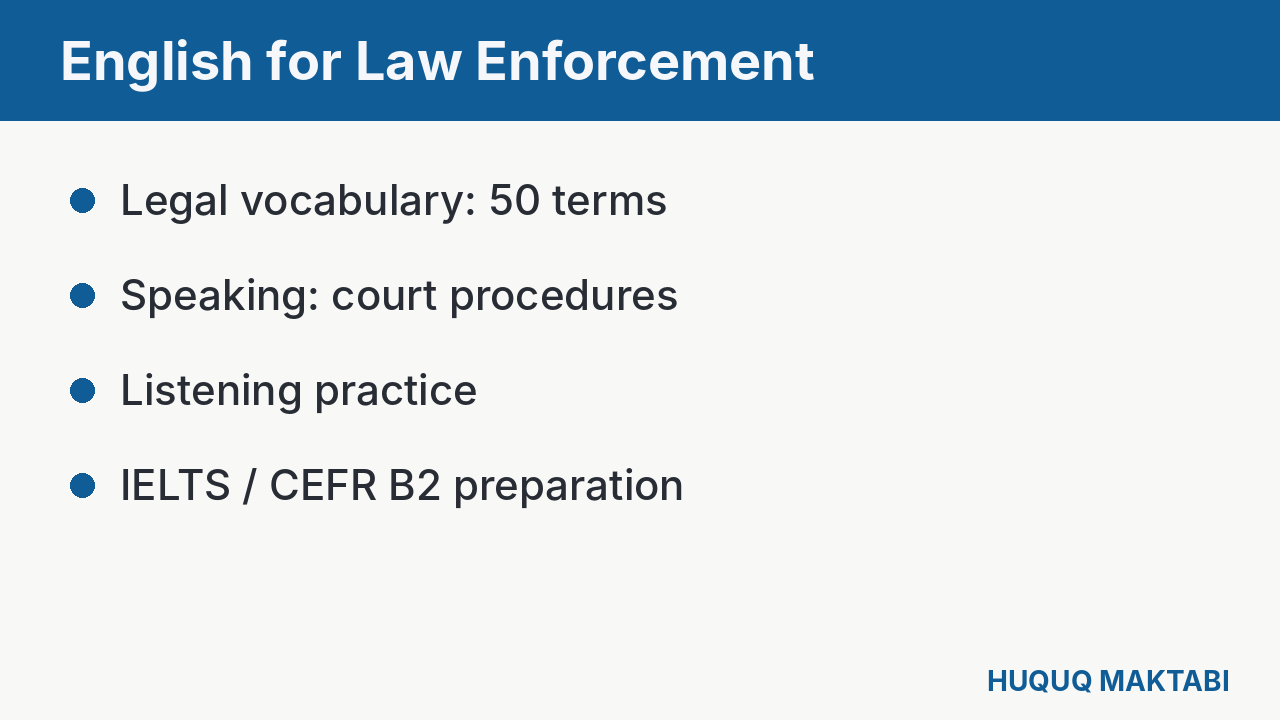 English for Law Enforcement
Legal vocabulary: 50 terms
Speaking: court procedures
Listening practice
IELTS / CEFR B2 preparation
HUQUQ MAKTABI